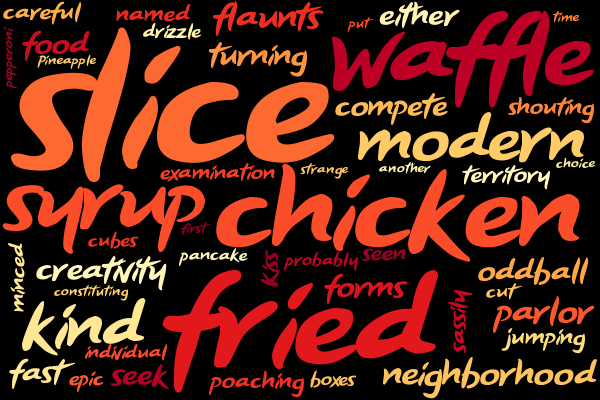 careful
named
flaunts
put
either
time
pepperoni
food
drizzle
Pineapple
turning
waffle
slice
compete
shouting
modern
examination
strange
another
choice
territory
syrup
chicken
first
cubes
pancake
kiss
probably
seen
minced
creativity
constituting
forms
oddball
cut
kind
fried
sassily
parlor
jumping
individual
fast
epic
seek
poaching
boxes
neighborhood